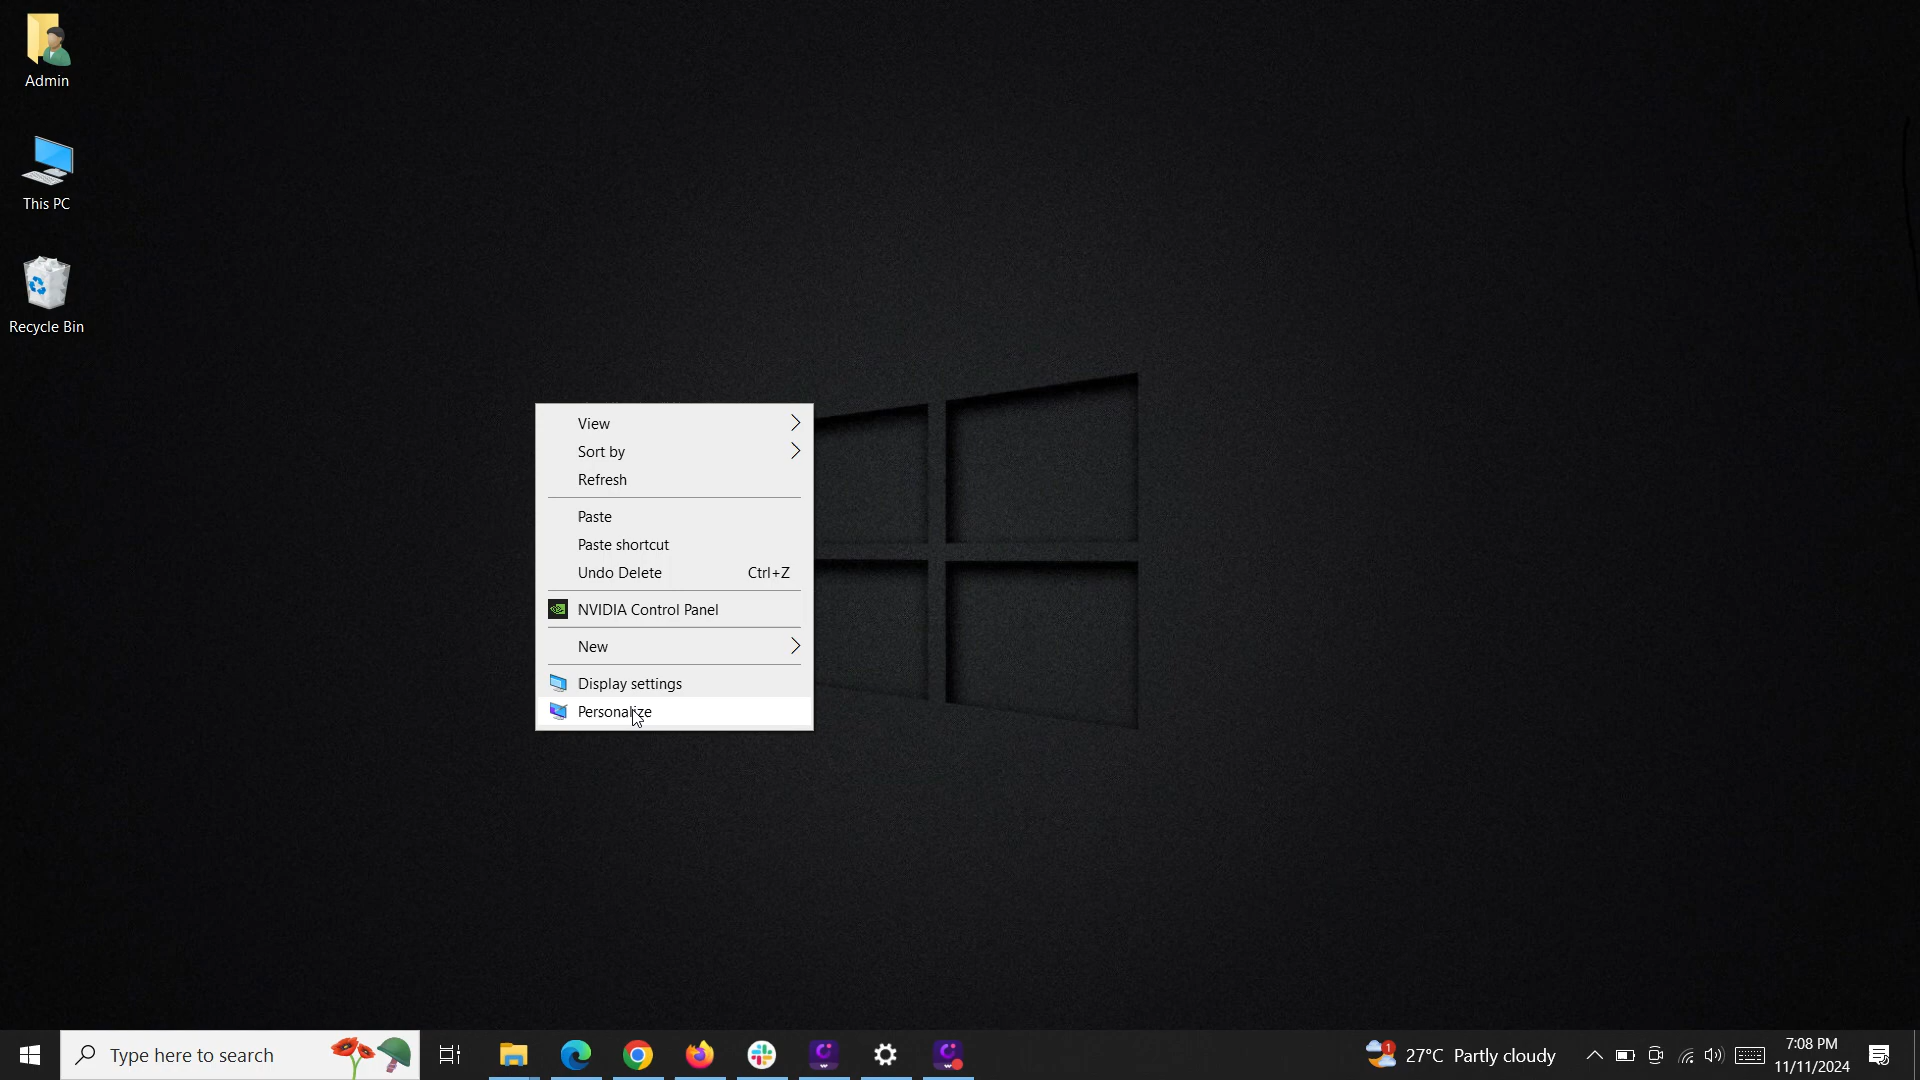 Admin
This PC
Recycle Bin
View
Sort by
Refresh
Paste
Paste shortcut
Undo Delete Ctrl+Z
NVIDIA Control Panel
New
Display settings
Personalize
Type here to search
1
27°C Partly cloudy
7:08 PM
11/11/2024